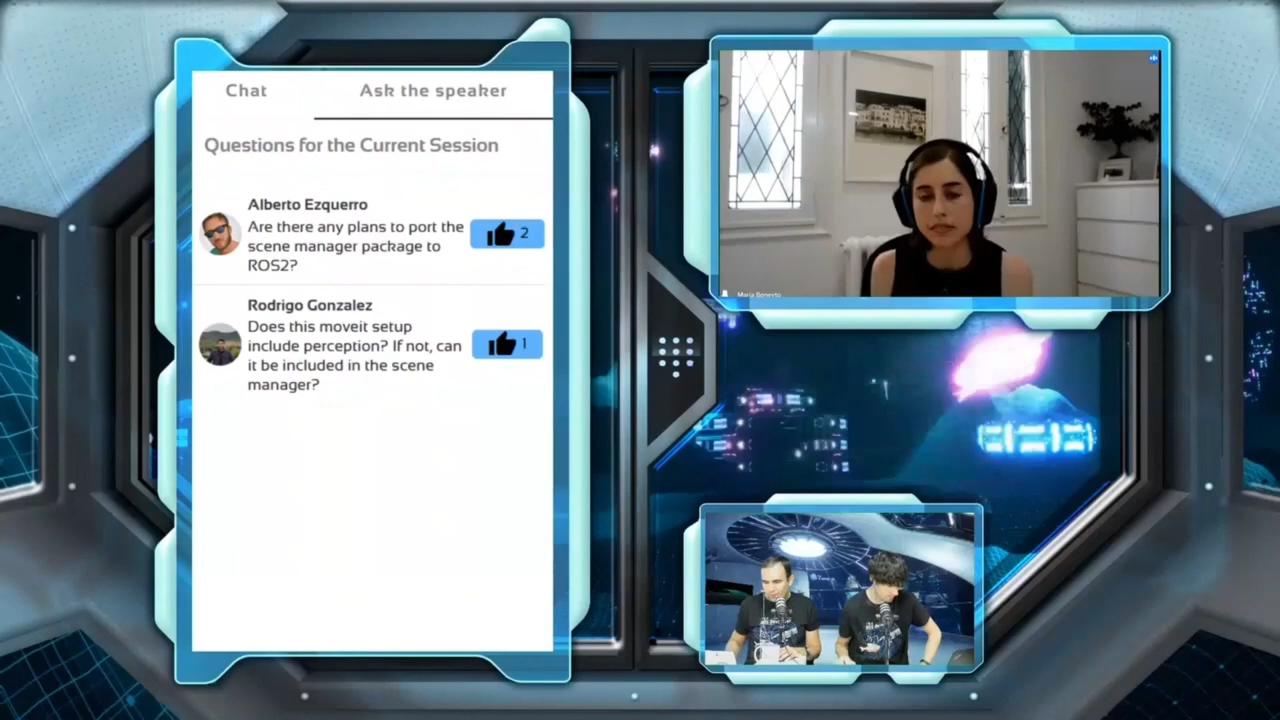 Chat
Ask the speaker
Questions for the Current Session
Alberto Ezquerro
Are there any plans to port the
scene manager package to
ROS2?
2
Rodrigo Gonzalez
Does this moveit setup
include perception? If not, can
it be included in the scene
manager?
1